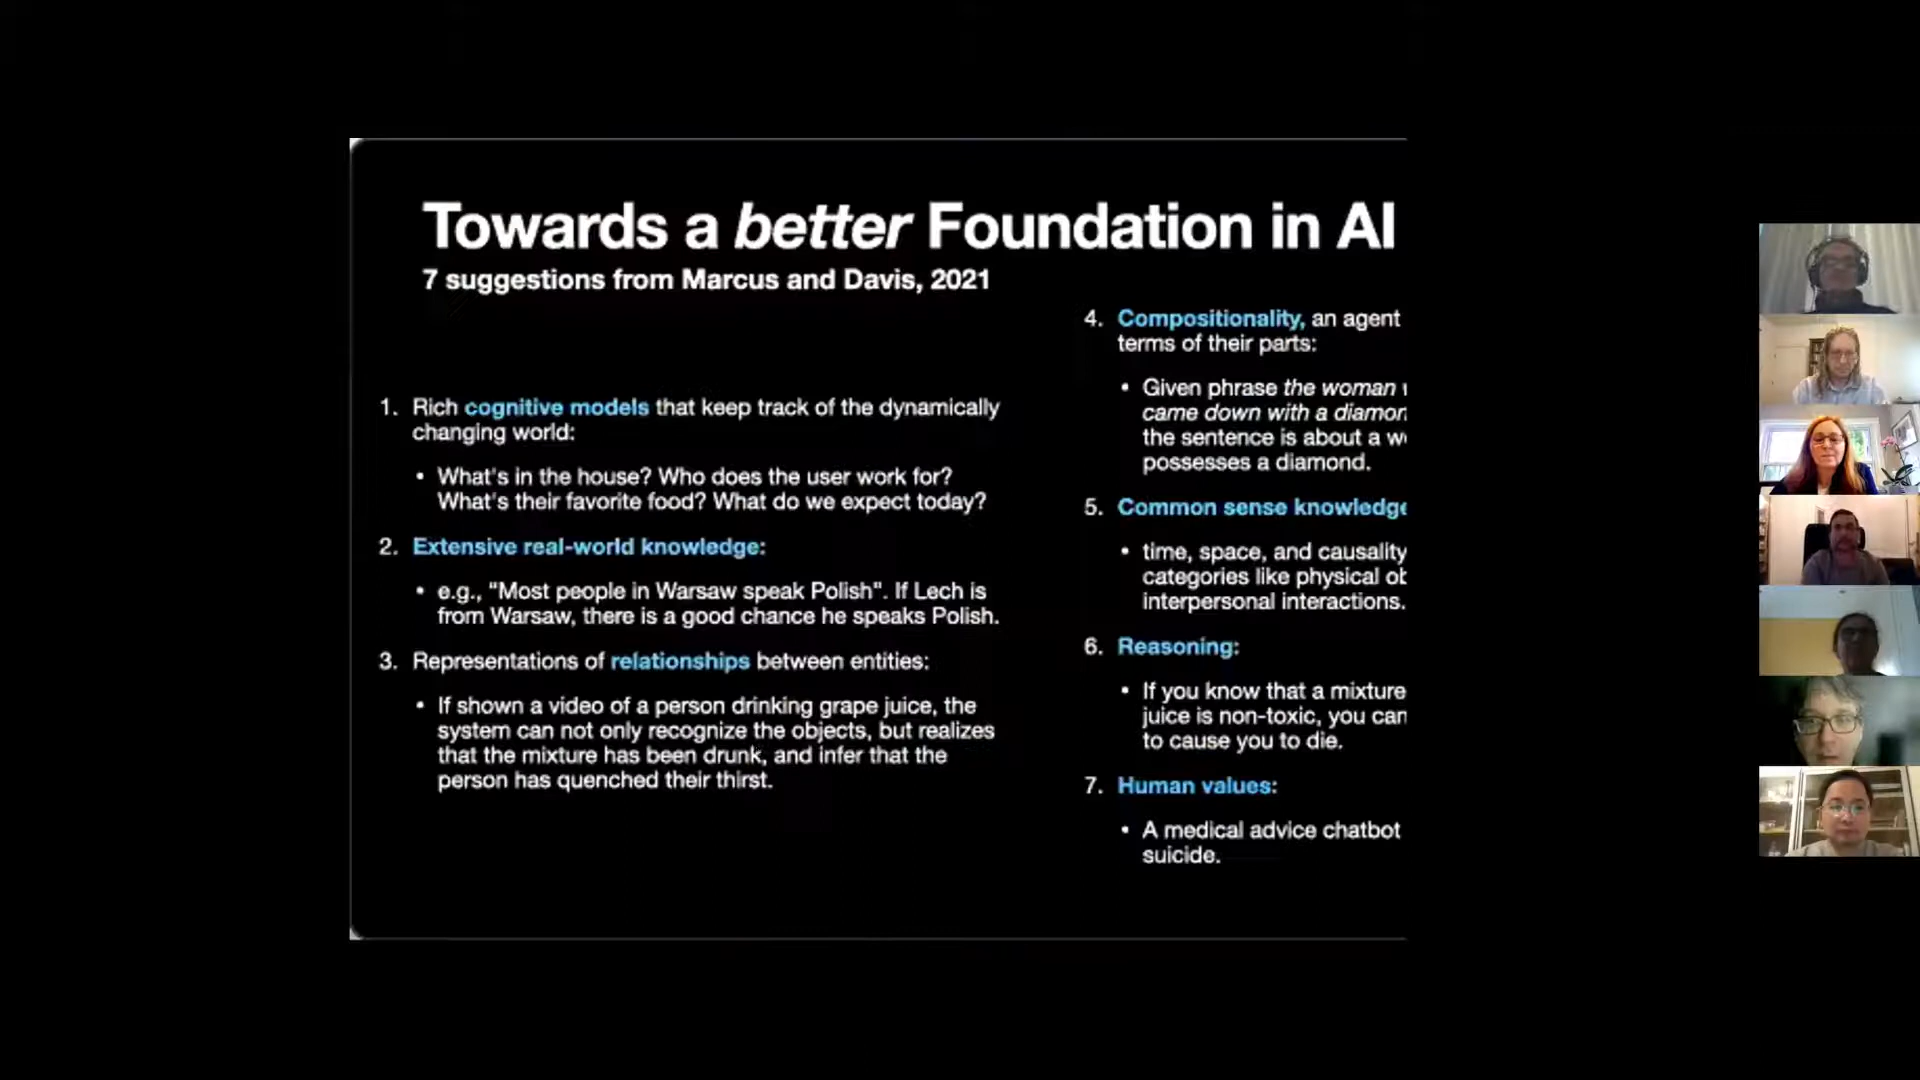 Towards a better Foundation in AI
7 suggestions from Marcus and Davis, 2021
1. Rich cognitive models that keep track of the dynamically
changing world:
• What's in the house? Who does the user work for?
What's their favorite food? What do we expect today?
2. Extensive real-world knowledge:
• e.g., "Most people in Warsaw speak Polish". If Lech is
from Warsaw, there is a good chance he speaks Polish.
3. Representations of relationships between entities:
• If shown a video of a person drinking grape juice, the
system can not only recognize the objects, but realizes
that the mixture has been drunk, and infer that the
person has quenched their thirst.
4. Compositionality, an agent
terms of their parts:
• Given phrase the woman
came down with a
the sentence is about a
possesses a diamond.
5. Common sense
• time, space, and causality
categories like physical
interpersonal interactions.
6. Reasoning:
• If you know that a mixture
juice is non-toxic, you can
to cause you to die.
7. Human values:
• A medical advice chatbot
suicide.